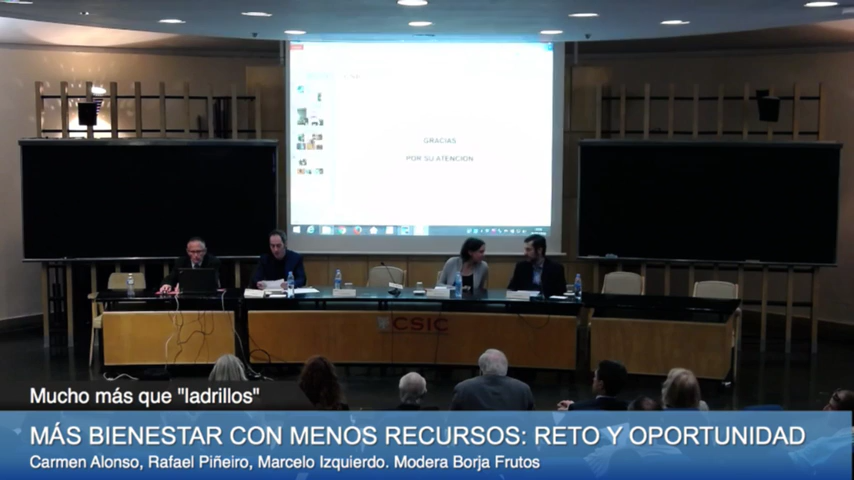 GRACIAS
POR SU ATENCIÓN
CSIC
Mucho más que "ladrillos"
MÁS BIENESTAR CON MENOS RECURSOS: RETO Y OPORTUNIDAD
Carmen Alonso, Rafael Piñeiro, Marcelo Izquierdo. Modera Borja Frutos